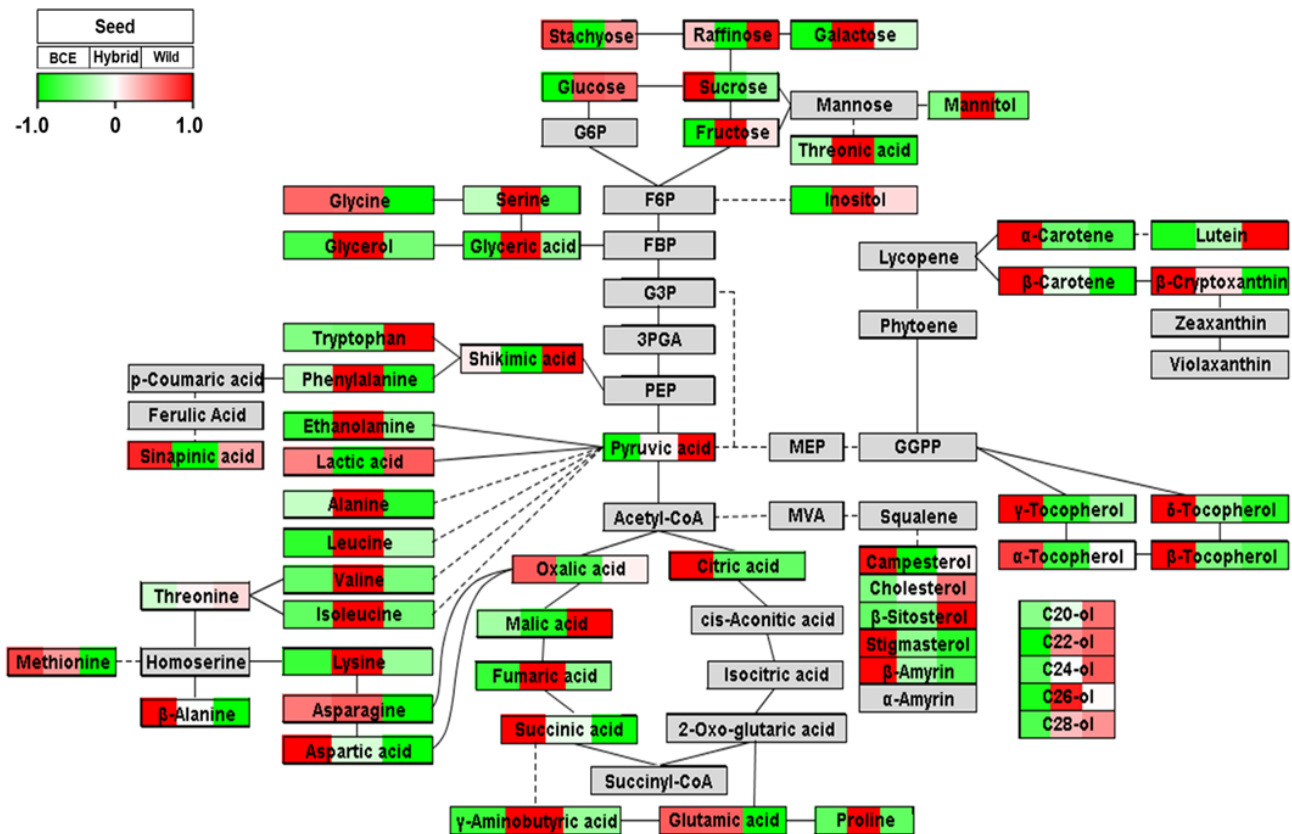 Seed
BCE Hybrid Wild
-1.0 0 1.0
Stachyose Raffinose Galactose
Glucose Sucrose Mannose Mannitol
G6P Fructose Threonic acid
Glycine Serine F6P Inositol
Glycerol Glyceric acid FBP
Lycopene α-Carotene Lutein
G3P β-Carotene β-Cryptoxanthin
Tryptophan 3PGA Phytoene Zeaxanthin
Shikimic acid Violaxanthin
p-Coumaric acid Phenylalanine PEP
Ferulic Acid Ethanolamine
Sinapinic acid Lactic acid Pyruvic acid MEP GGPP
Alanine γ-Tocopherol δ-Tocopherol
Leucine Acetyl-CoA MVA Squalene
α-Tocopherol β-Tocopherol
Valine Oxalic acid Citric acid Campesterol
Threonine Cholesterol
Isoleucine Malic acid cis-Aconitic acid β-Sitosterol C20-ol
Stigmasterol C22-ol
Methionine Homoserine Lysine Fumaric acid Isocitric acid β-Amyrin C24-ol
α-Amyrin C26-ol
β-Alanine Asparagine C28-ol
Aspartic acid Succinic acid 2-Oxo-glutaric acid
Succinyl-CoA
γ-Aminobutyric acid Glutamic acid Proline